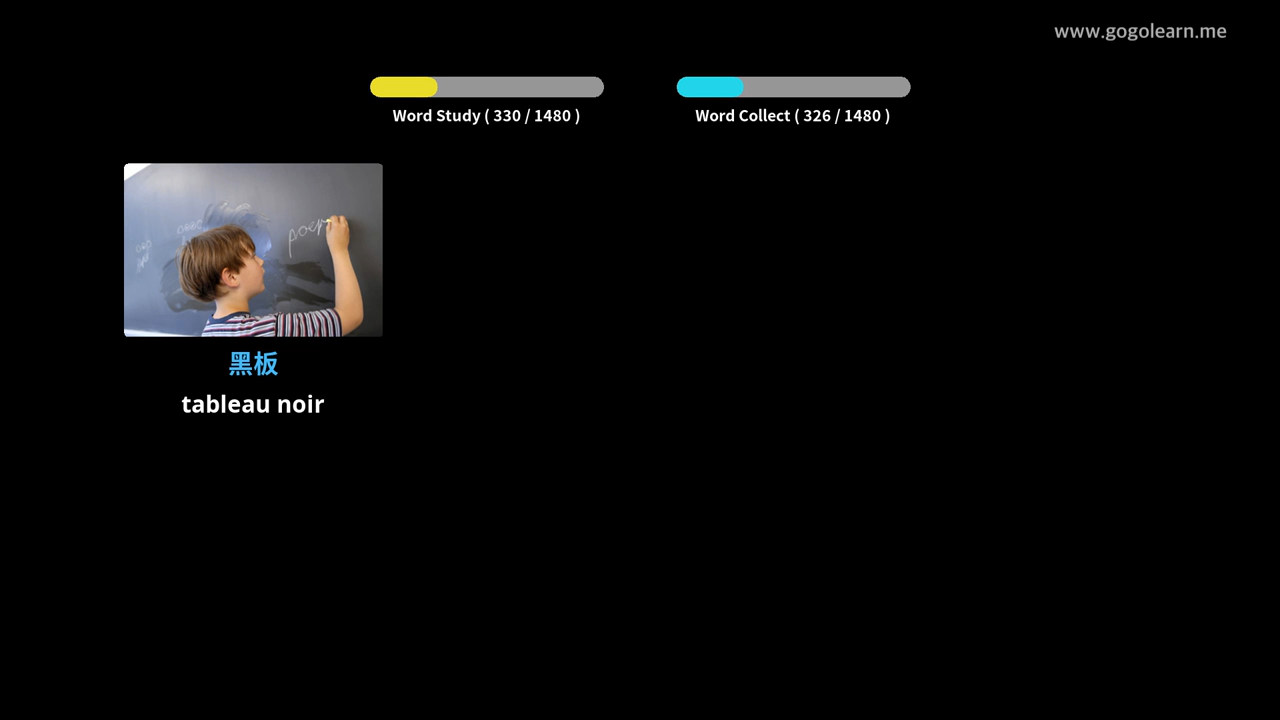 www.gogolearn.me
Word Study ( 330 / 1480 )
Word Collect ( 326 / 1480 )
黑板
tableau noir